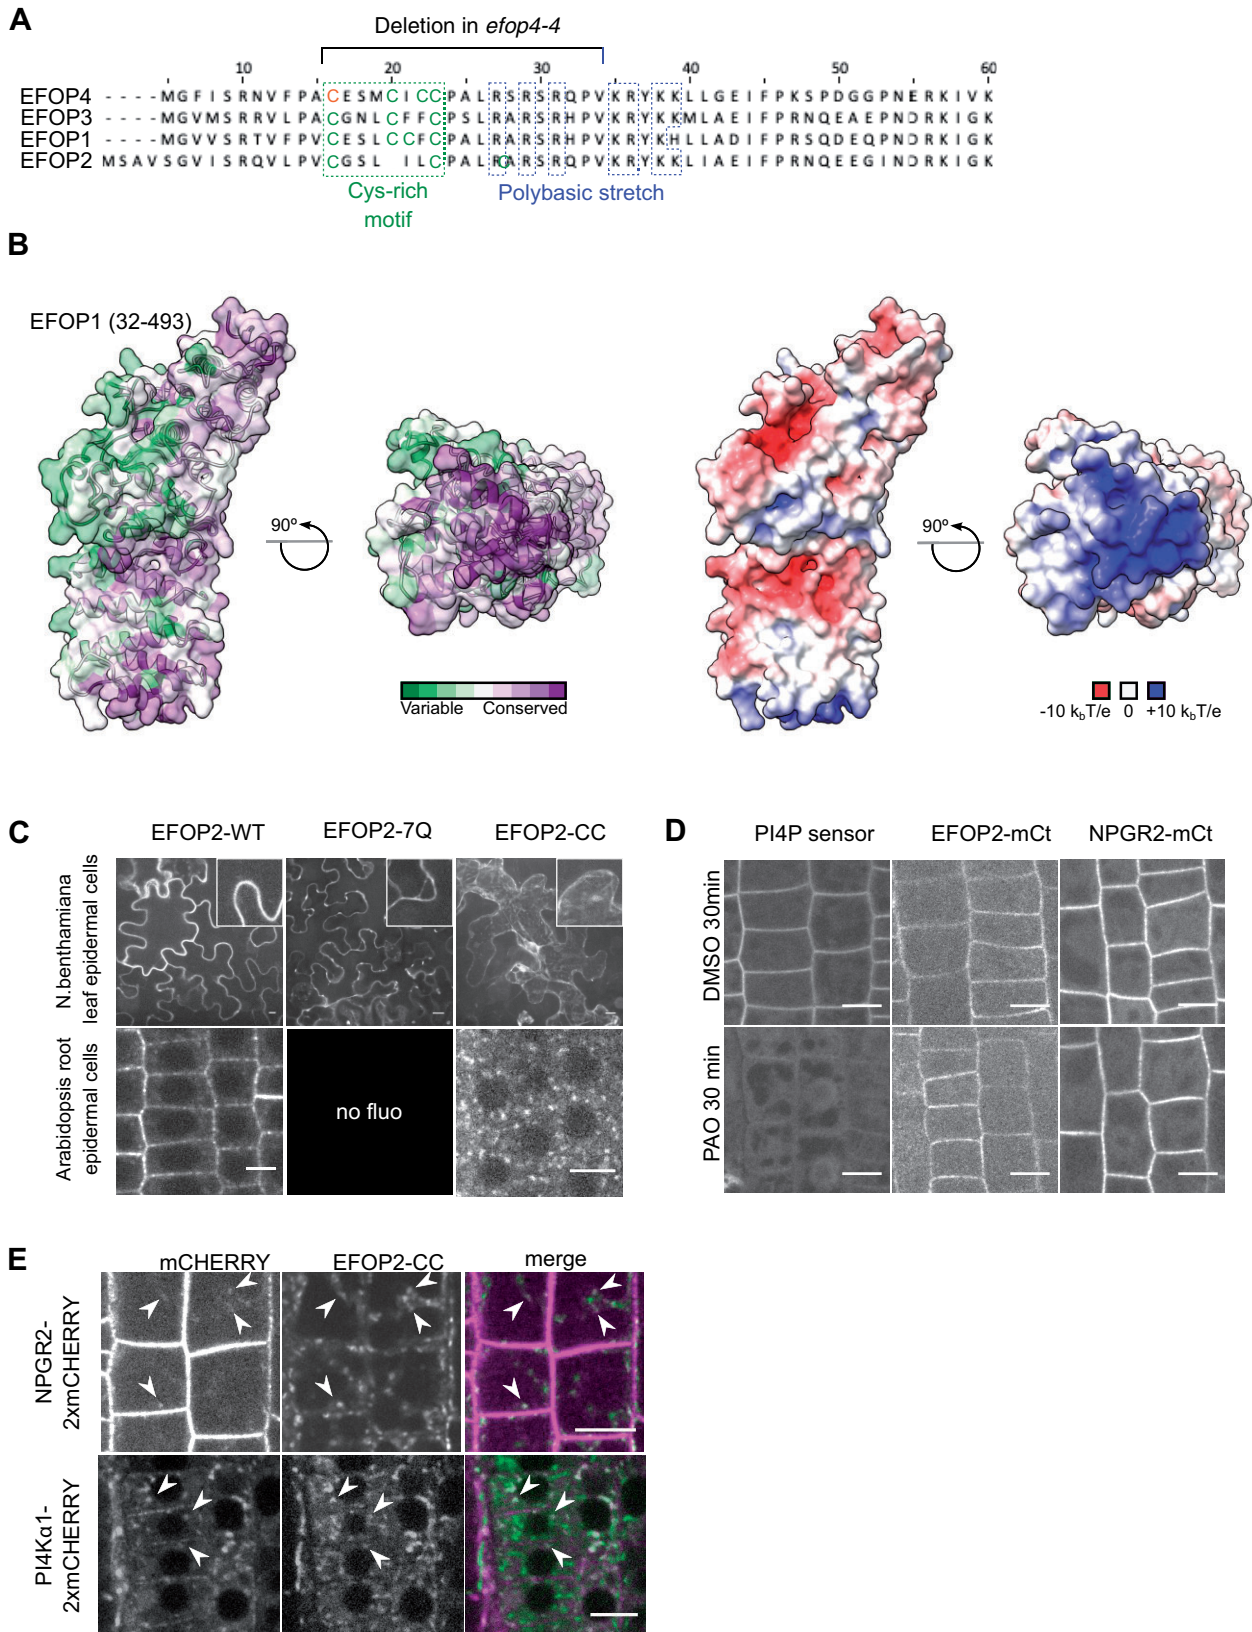 A
Deletion in efop4-4
10 20 30 40 50 60
EFOP4 - - - - MGFISRNVFPACESMCICCPALRSRSRQPVKRYKKLLGEIFPKSPDGGPNERKIVK
EFOP3 - - - - MGVMSRRVLPACGNLCFFCPSLRARSRHPVKRYKKMLAEIFPRNQEAEPNDRKIGK
EFOP1 - - - - MGVVSRTVFPVCESLCCFCPALRARSRHPVKRYKHLLADIFPRSQDEQPNDRKIGK
EFOP2 MSAVSGVISRQVLPVCGSL ILCPALRARSRQPVKRYKKLIAEIFPRNQEEGINDRKIGK
Cys-rich
motif
Polybasic stretch
B
EFOP1 (32-493)
90º
90º
Variable Conserved
-10 kbT/e 0 +10 kbT/e
C
EFOP2-WT EFOP2-7Q EFOP2-CC
N.benthamiana
leaf epidermal cells
Arabidopsis root
epidermal cells
no fluo
D
PI4P sensor EFOP2-mCt NPGR2-mCt
DMSO 30min
PAO 30 min
E
mCHERRY EFOP2-CC merge
NPGR2-
2xmCHERRY
PI4Kα1-
2xmCHERRY